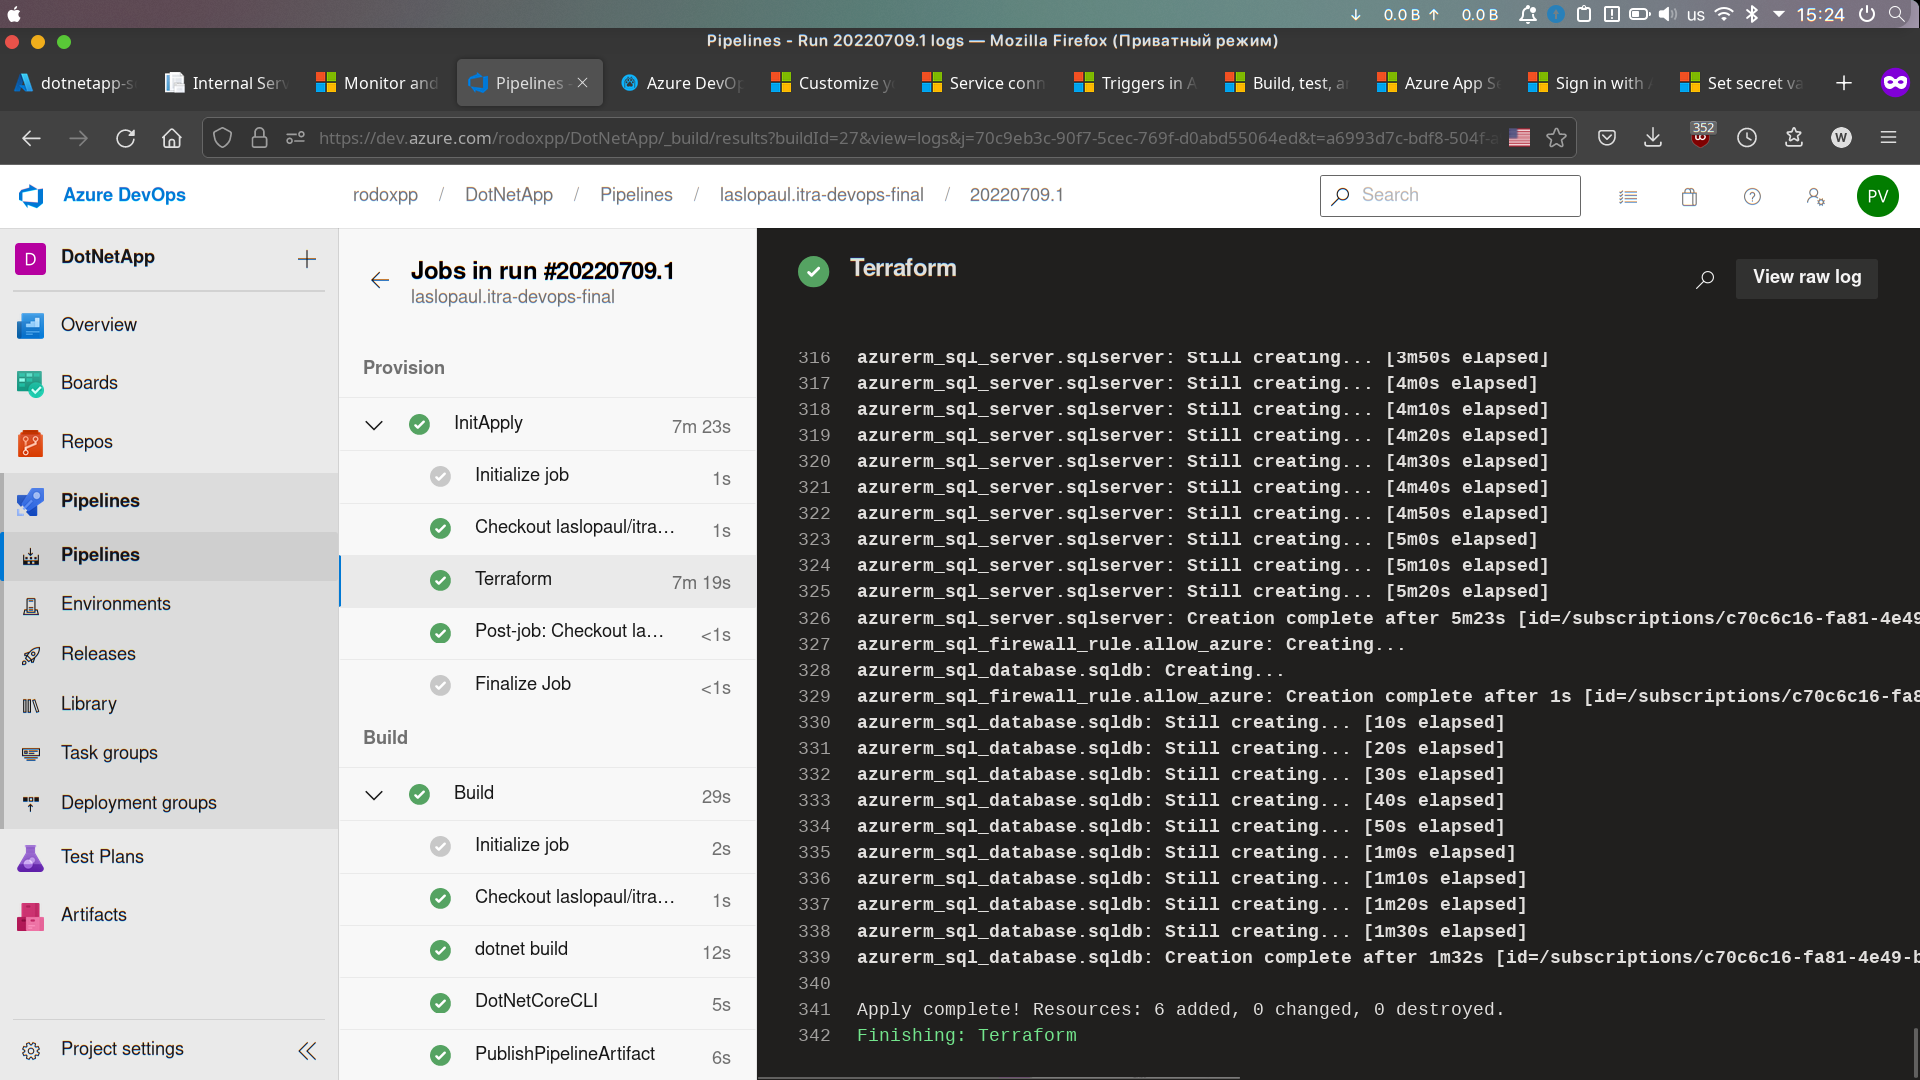 0.0 B
0.0 B
us
15:24
Pipelines - Run 20220709.1 logs — Mozilla Firefox (Приватный режим)
dotnetapp-s
Internal Serv
Monitor and
Pipelines -
Azure DevOp
Customize y
Service conn
Triggers in A
Build, test, a
Azure App Se
Sign in with A
Set secret va
https://dev.azure.com/rodoxpp/DotNetApp/_build/results?buildId=27&view=logs&j=70c9eb3c-90f7-5cec-769f-d0abd55064ed&t=a6993d7c-bdf8-504f-a
352
W
Azure DevOps
rodoxpp / DotNetApp / Pipelines / laslopaul.itra-devops-final / 20220709.1
Search
PV
D
DotNetApp
Overview
Boards
Repos
Pipelines
Pipelines
Environments
Releases
Library
Task groups
Deployment groups
Test Plans
Artifacts
Project settings
Jobs in run #20220709.1
laslopaul.itra-devops-final
Provision
InitApply 7m 23s
Initialize job 1s
Checkout laslopaul/itra… 1s
Terraform 7m 19s
Post-job: Checkout la… <1s
Finalize Job <1s
Build
Build 29s
Initialize job 2s
Checkout laslopaul/itra… 1s
dotnet build 12s
DotNetCoreCLI 5s
PublishPipelineArtifact 6s
Terraform
View raw log
316 azurerm_sql_server.sqlserver: Still creating... [3m50s elapsed]
317 azurerm_sql_server.sqlserver: Still creating... [4m0s elapsed]
318 azurerm_sql_server.sqlserver: Still creating... [4m10s elapsed]
319 azurerm_sql_server.sqlserver: Still creating... [4m20s elapsed]
320 azurerm_sql_server.sqlserver: Still creating... [4m30s elapsed]
321 azurerm_sql_server.sqlserver: Still creating... [4m40s elapsed]
322 azurerm_sql_server.sqlserver: Still creating... [4m50s elapsed]
323 azurerm_sql_server.sqlserver: Still creating... [5m0s elapsed]
324 azurerm_sql_server.sqlserver: Still creating... [5m10s elapsed]
325 azurerm_sql_server.sqlserver: Still creating... [5m20s elapsed]
326 azurerm_sql_server.sqlserver: Creation complete after 5m23s [id=/subscriptions/c70c6c16-fa81-4e49
327 azurerm_sql_firewall_rule.allow_azure: Creating...
328 azurerm_sql_database.sqldb: Creating...
329 azurerm_sql_firewall_rule.allow_azure: Creation complete after 1s [id=/subscriptions/c70c6c16-fa8
330 azurerm_sql_database.sqldb: Still creating... [10s elapsed]
331 azurerm_sql_database.sqldb: Still creating... [20s elapsed]
332 azurerm_sql_database.sqldb: Still creating... [30s elapsed]
333 azurerm_sql_database.sqldb: Still creating... [40s elapsed]
334 azurerm_sql_database.sqldb: Still creating... [50s elapsed]
335 azurerm_sql_database.sqldb: Still creating... [1m0s elapsed]
336 azurerm_sql_database.sqldb: Still creating... [1m10s elapsed]
337 azurerm_sql_database.sqldb: Still creating... [1m20s elapsed]
338 azurerm_sql_database.sqldb: Still creating... [1m30s elapsed]
339 azurerm_sql_database.sqldb: Creation complete after 1m32s [id=/subscriptions/c70c6c16-fa81-4e49-b
340
341 Apply complete! Resources: 6 added, 0 changed, 0 destroyed.
342 Finishing: Terraform